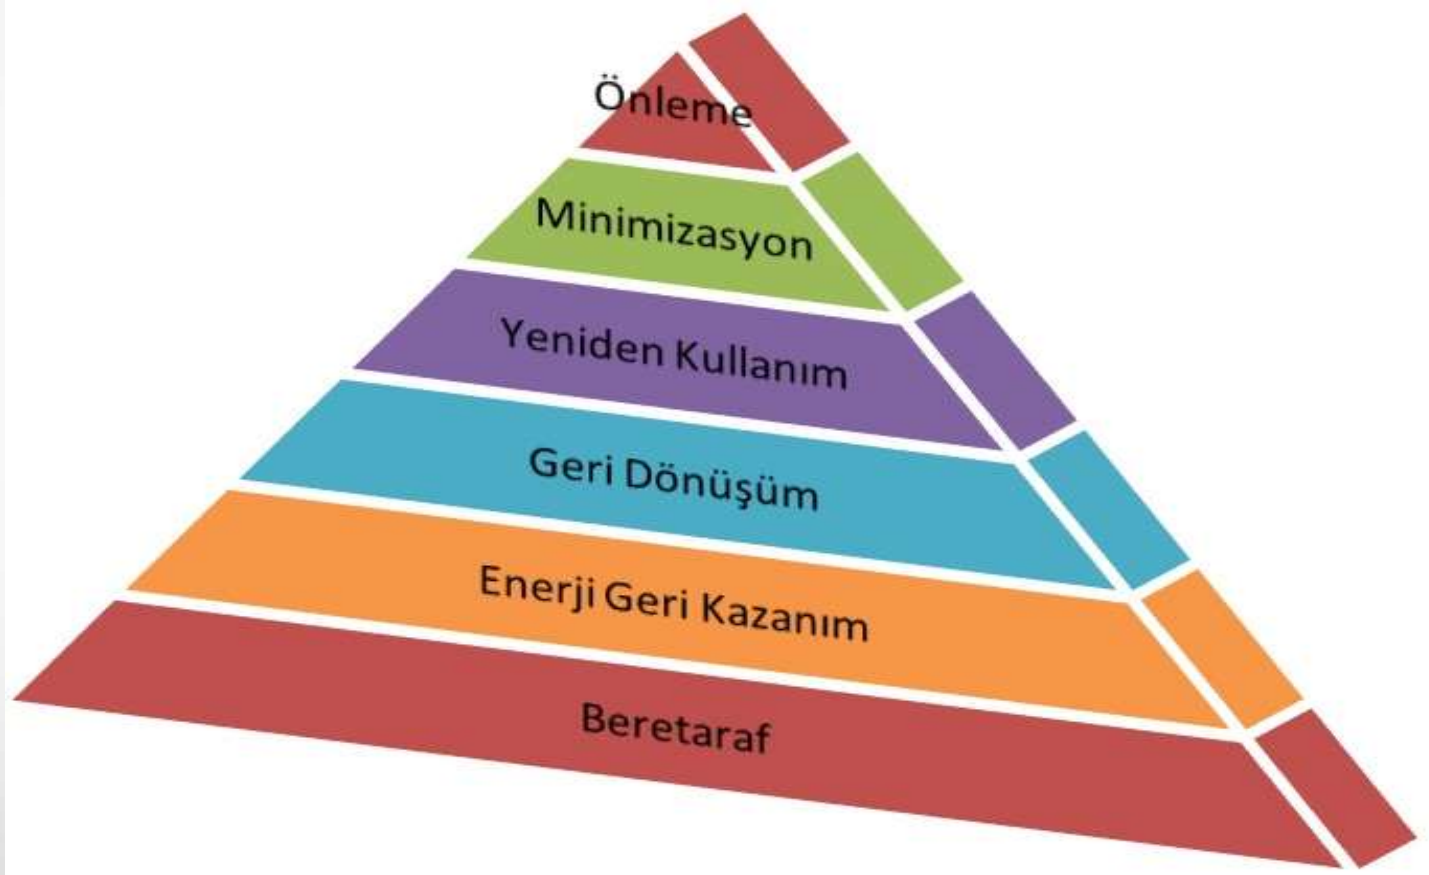 Önleme
Minimizasyon
Yeniden Kullanım
Geri Dönüşüm
Enerji Geri Kazanım
Beretaraf